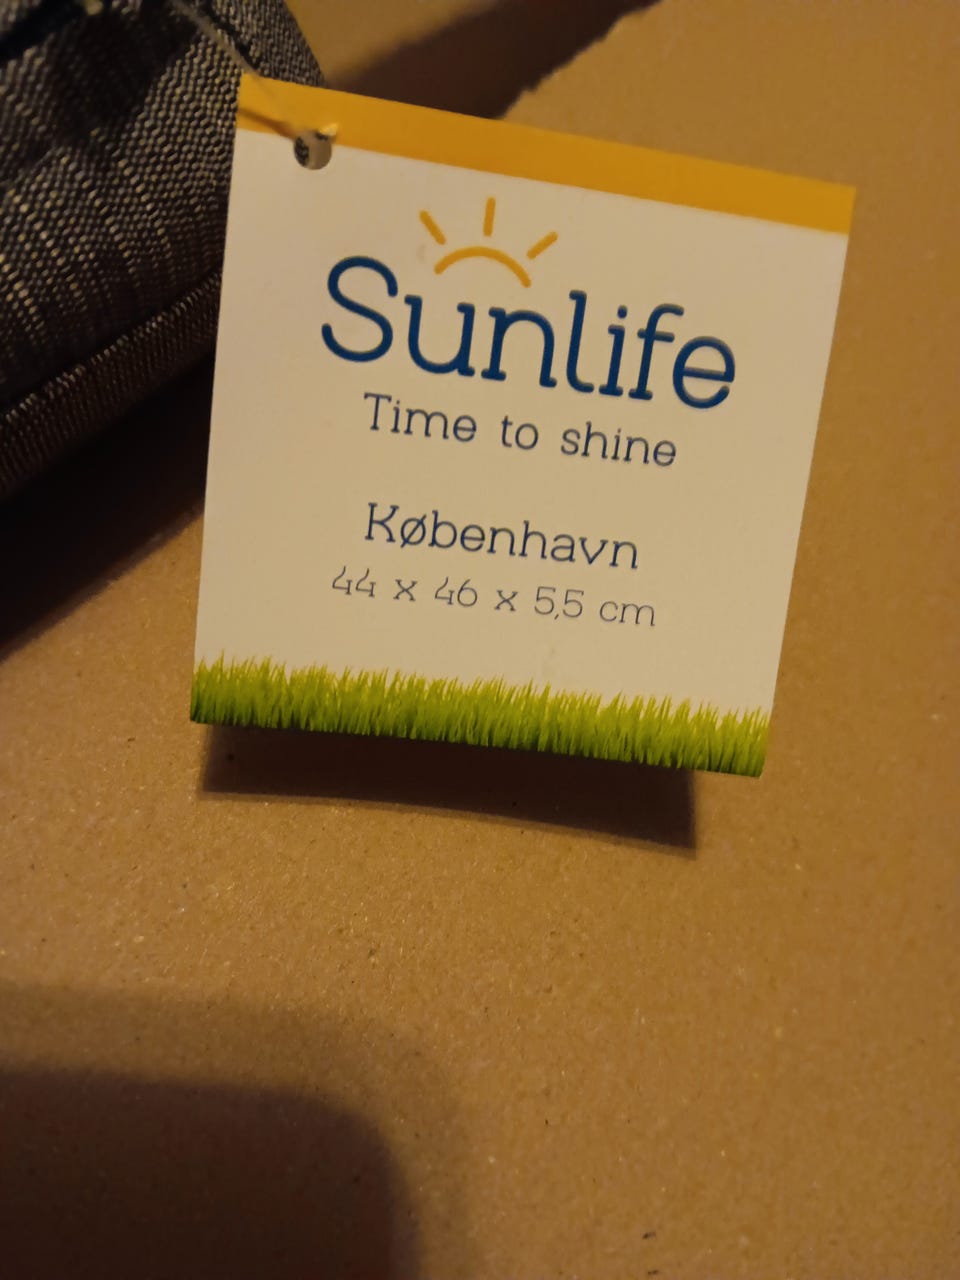 Sunlife
Time to shine
København
44 x 46 x 5,5 cm